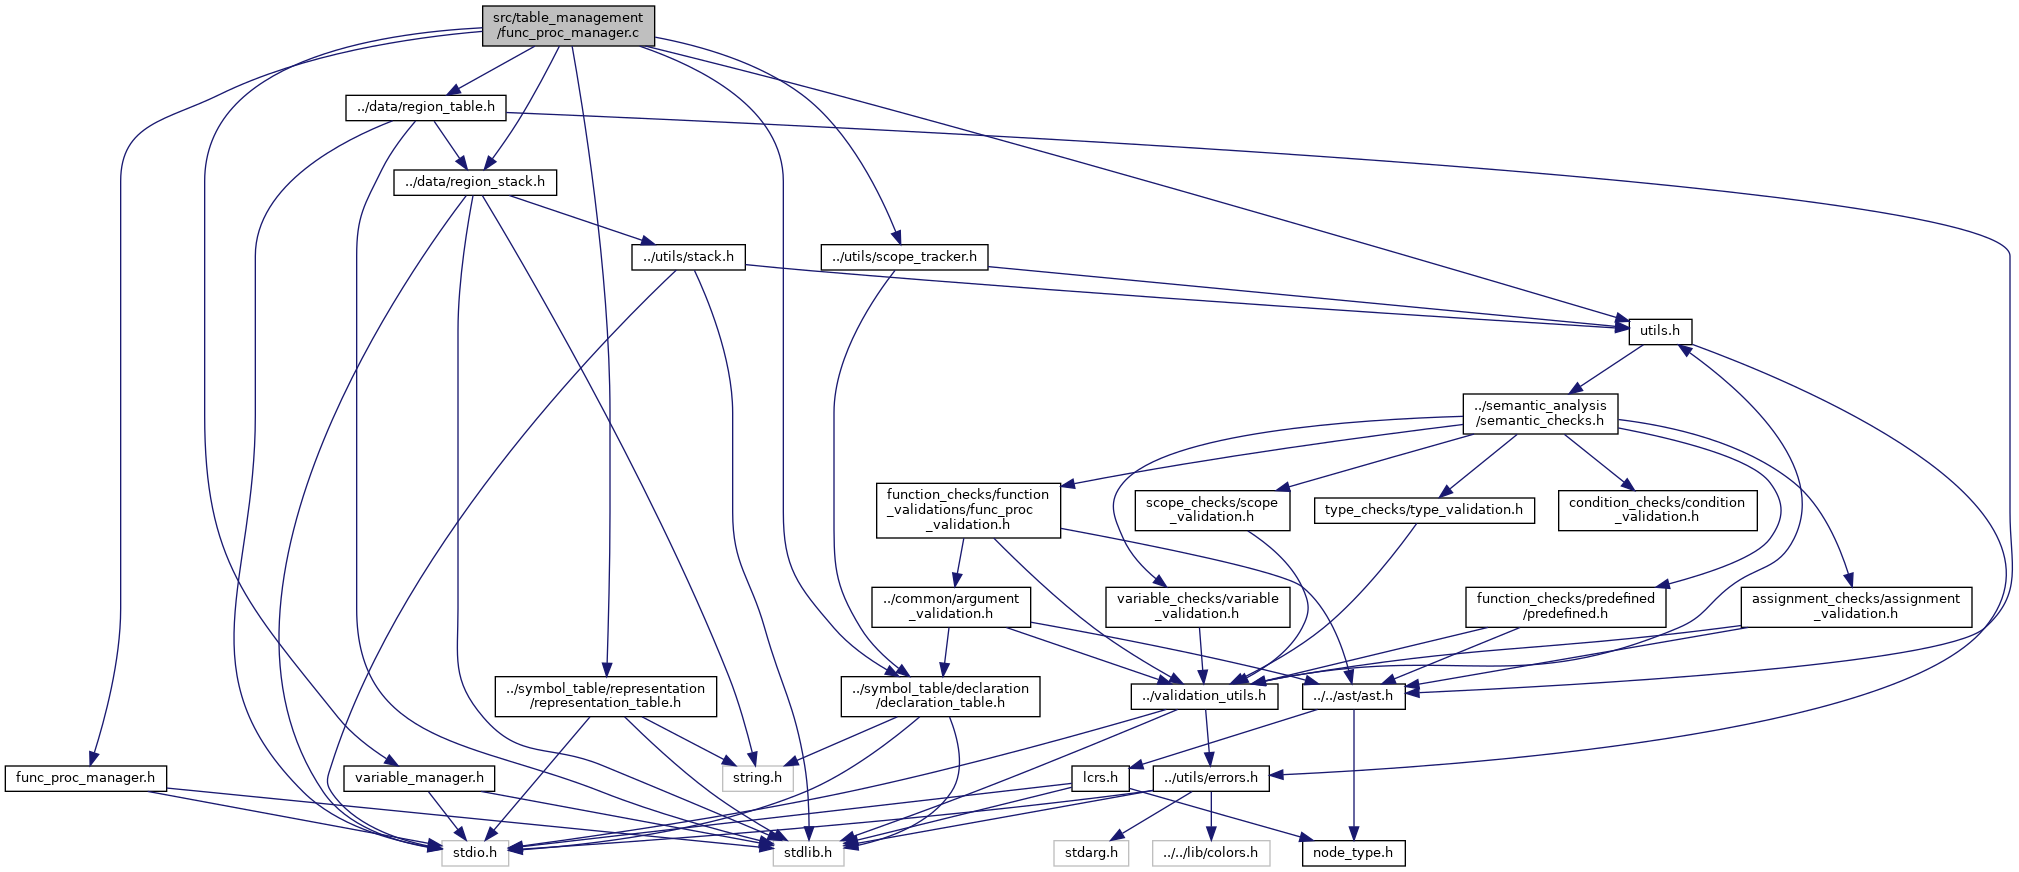 src/table_management
/func_proc_manager.c
../data/region_table.h
../data/region_stack.h
../utils/stack.h
../utils/scope_tracker.h
utils.h
../semantic_analysis
/semantic_checks.h
function_checks/function
_validations/func_proc
_validation.h
scope_checks/scope
_validation.h
type_checks/type_validation.h
condition_checks/condition
_validation.h
../common/argument
_validation.h
variable_checks/variable
_validation.h
function_checks/predefined
/predefined.h
assignment_checks/assignment
_validation.h
../symbol_table/representation
/representation_table.h
../symbol_table/declaration
/declaration_table.h
../validation_utils.h
../../ast/ast.h
func_proc_manager.h
variable_manager.h
string.h
lcrs.h
../utils/errors.h
stdio.h
stdlib.h
stdarg.h
../../lib/colors.h
node_type.h